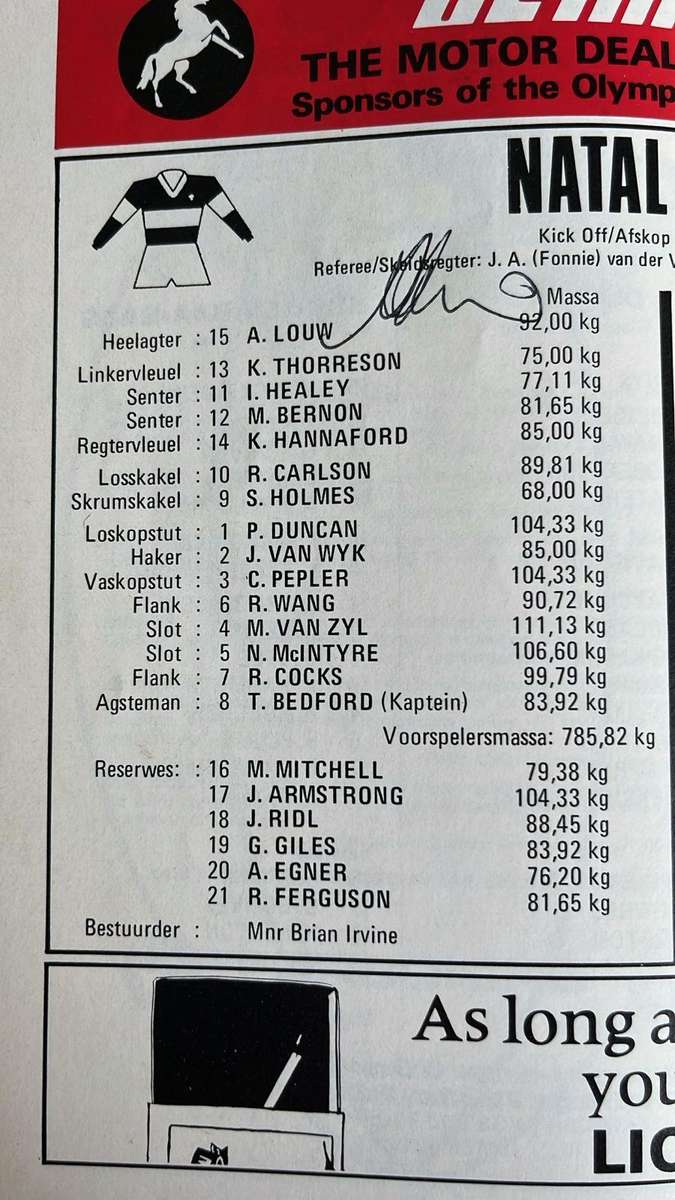 THE MOTOR DEAL
Sponsors of the Olymp
NATAL
Kick Off/Afskop
Referee/Skeidsregter: J. A. (Fonnie) van der
Massa
Heelagter : 15 A. LOUW 92,00 kg
Linkervleuel : 13 K. THORRESON 75,00 kg
Senter : 11 I. HEALEY 77,11 kg
Senter : 12 M. BERNON 81,65 kg
Regtervleuel : 14 K. HANNAFORD 85,00 kg
Losskakel : 10 R. CARLSON 89,81 kg
Skrumskakel : 9 S. HOLMES 68,00 kg
Loskopstut : 1 P. DUNCAN 104,33 kg
Haker : 2 J. VAN WYK 85,00 kg
Vaskopstut : 3 C. PEPLER 104,33 kg
Flank : 6 R. WANG 90,72 kg
Slot : 4 M. VAN ZYL 111,13 kg
Slot : 5 N. McINTYRE 106,60 kg
Flank : 7 R. COCKS 99,79 kg
Agsteman : 8 T. BEDFORD (Kaptein) 83,92 kg
Voorspelersmassa: 785,82 kg
Reserwes: : 16 M. MITCHELL 79,38 kg
17 J. ARMSTRONG 104,33 kg
18 J. RIDL 88,45 kg
19 G. GILES 83,92 kg
20 A. EGNER 76,20 kg
21 R. FERGUSON 81,65 kg
Bestuurder : Mnr Brian Irvine
As long a
you
LIC